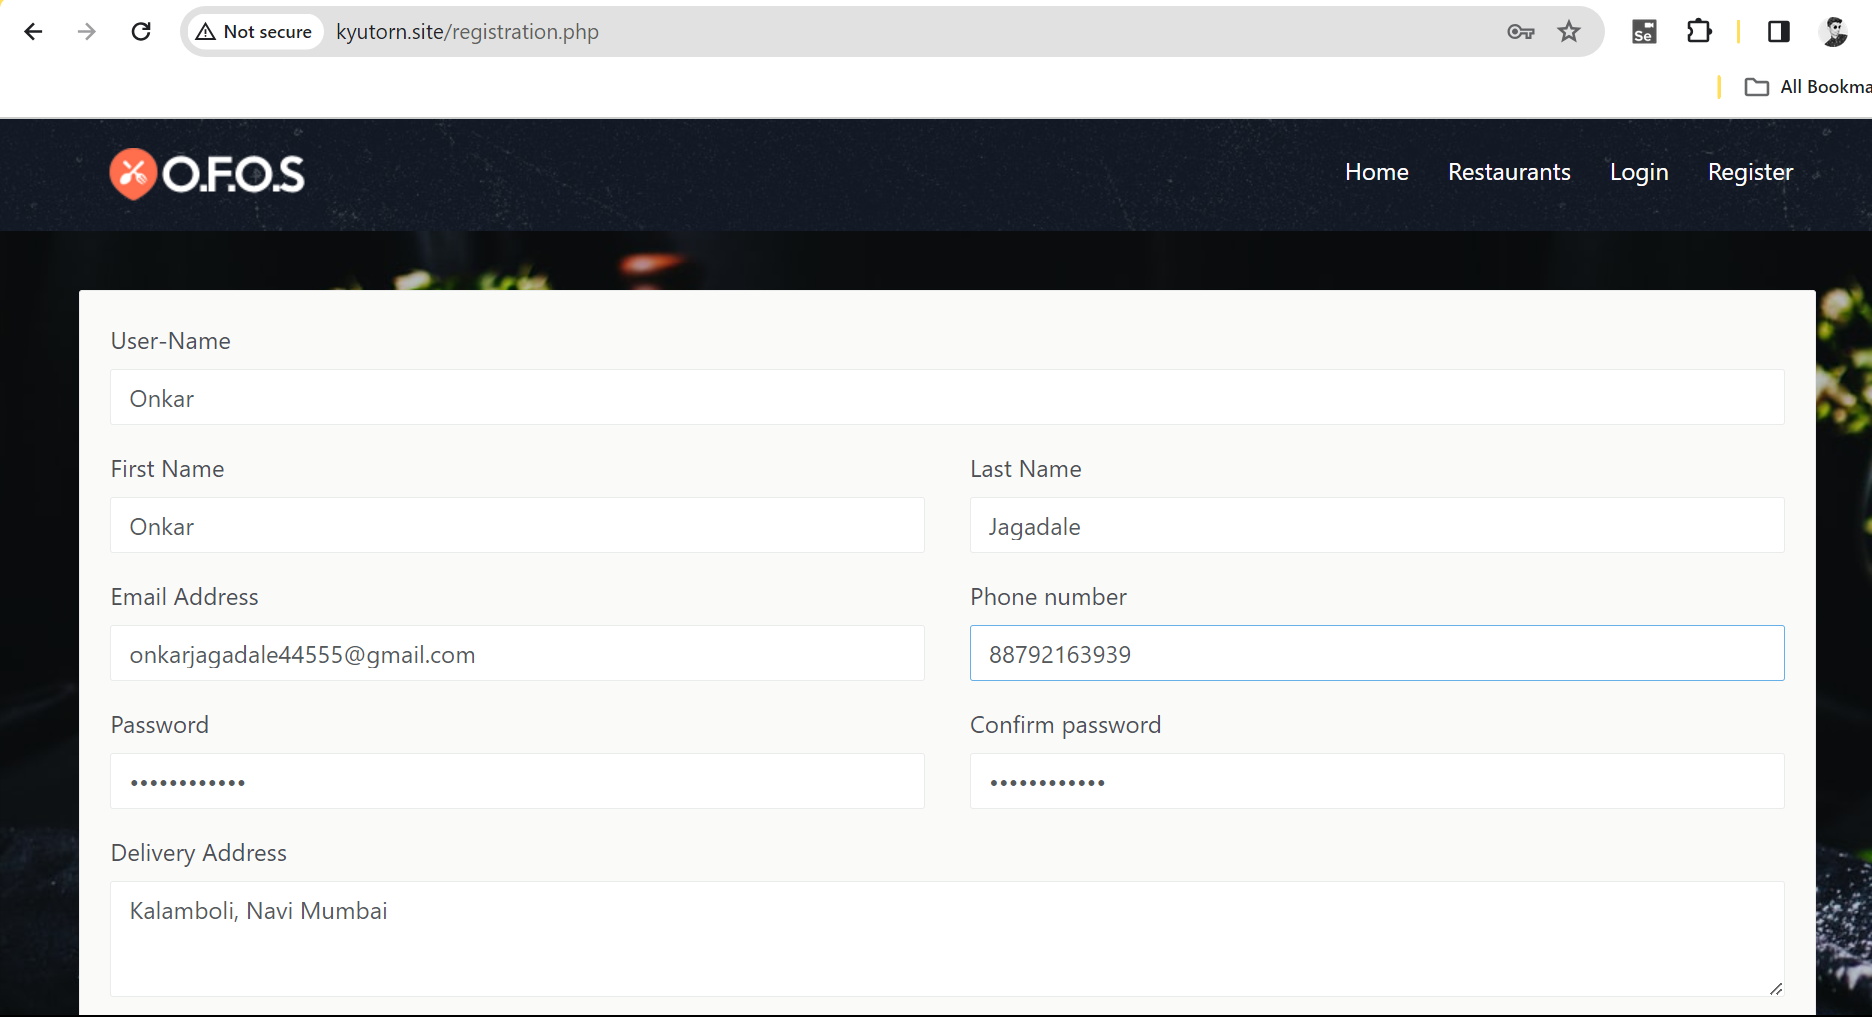 Not secure kyutorn.site/registration.php Se
All Bookma
O.F.O.S Home Restaurants Login Register
User-Name
Onkar
First Name Last Name
Onkar Jagadale
Email Address Phone number
onkarjagadale44555@gmail.com 88792163939
Password Confirm password
•••••••••••• ••••••••••••
Delivery Address
Kalamboli, Navi Mumbai